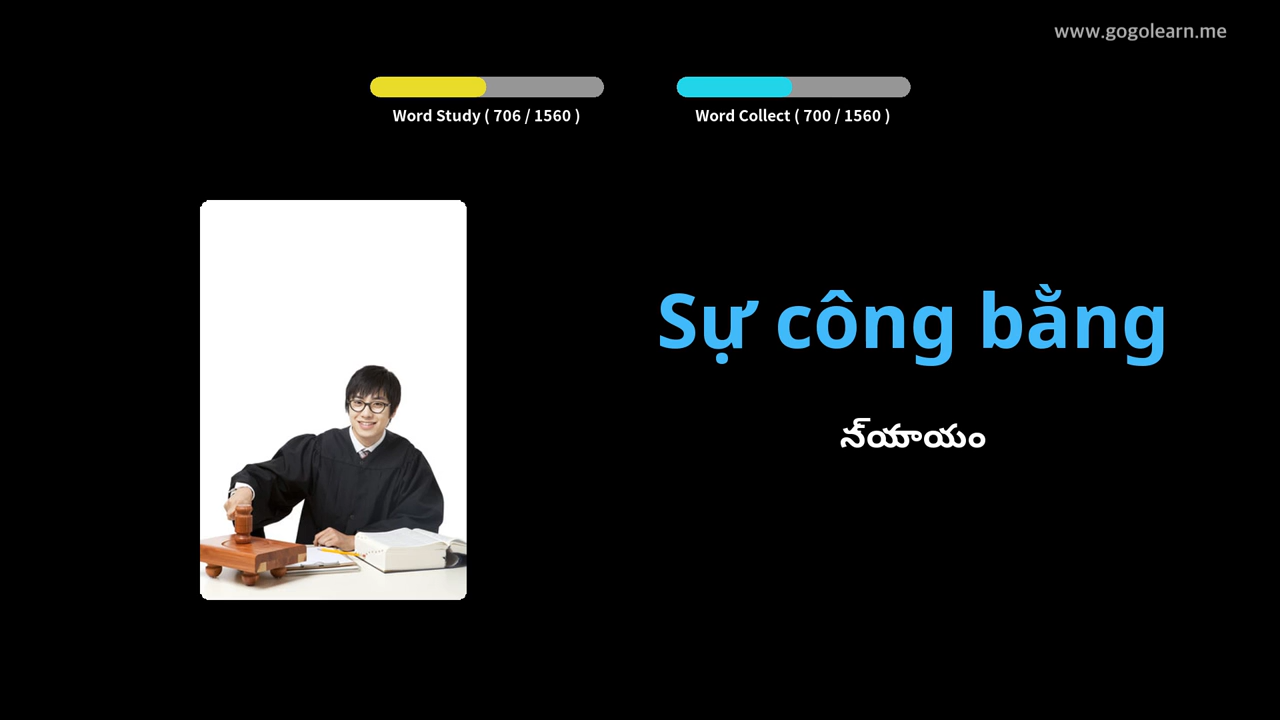 www.gogolearn.me
Word Study ( 706 / 1560 )
Word Collect ( 700 / 1560 )
Sự công bằng
న్యాయం